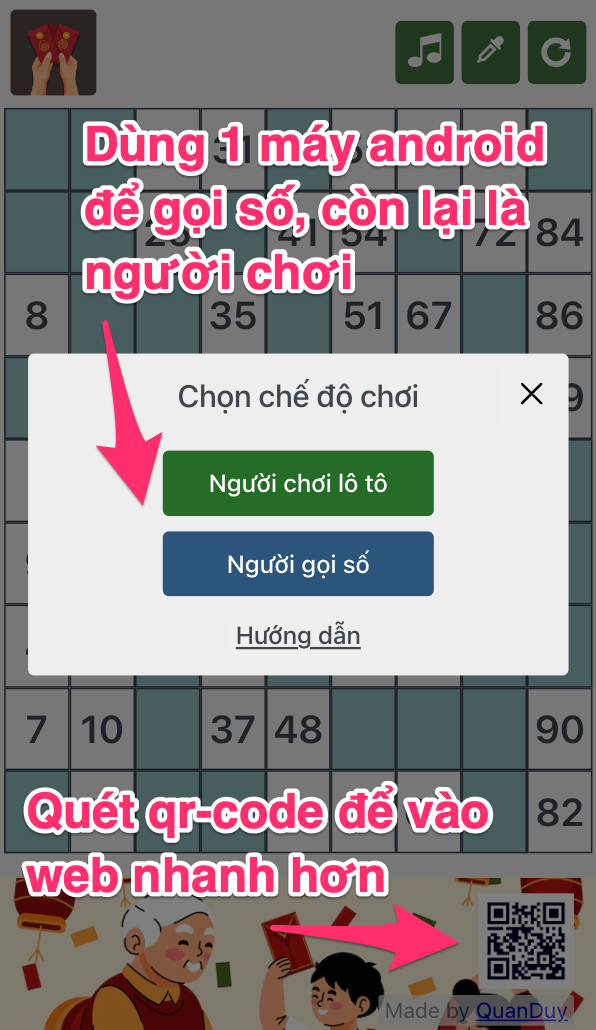 Dùng 1 máy android
để gọi số, còn lại là
người chơi
72 84
8 35 51 67 86
Chọn chế độ chơi
Người chơi lô tô
Người gọi số
Hướng dẫn
7 10 37 48 90
Quét qr-code để vào
82
web nhanh hơn
Made by QuanDuy